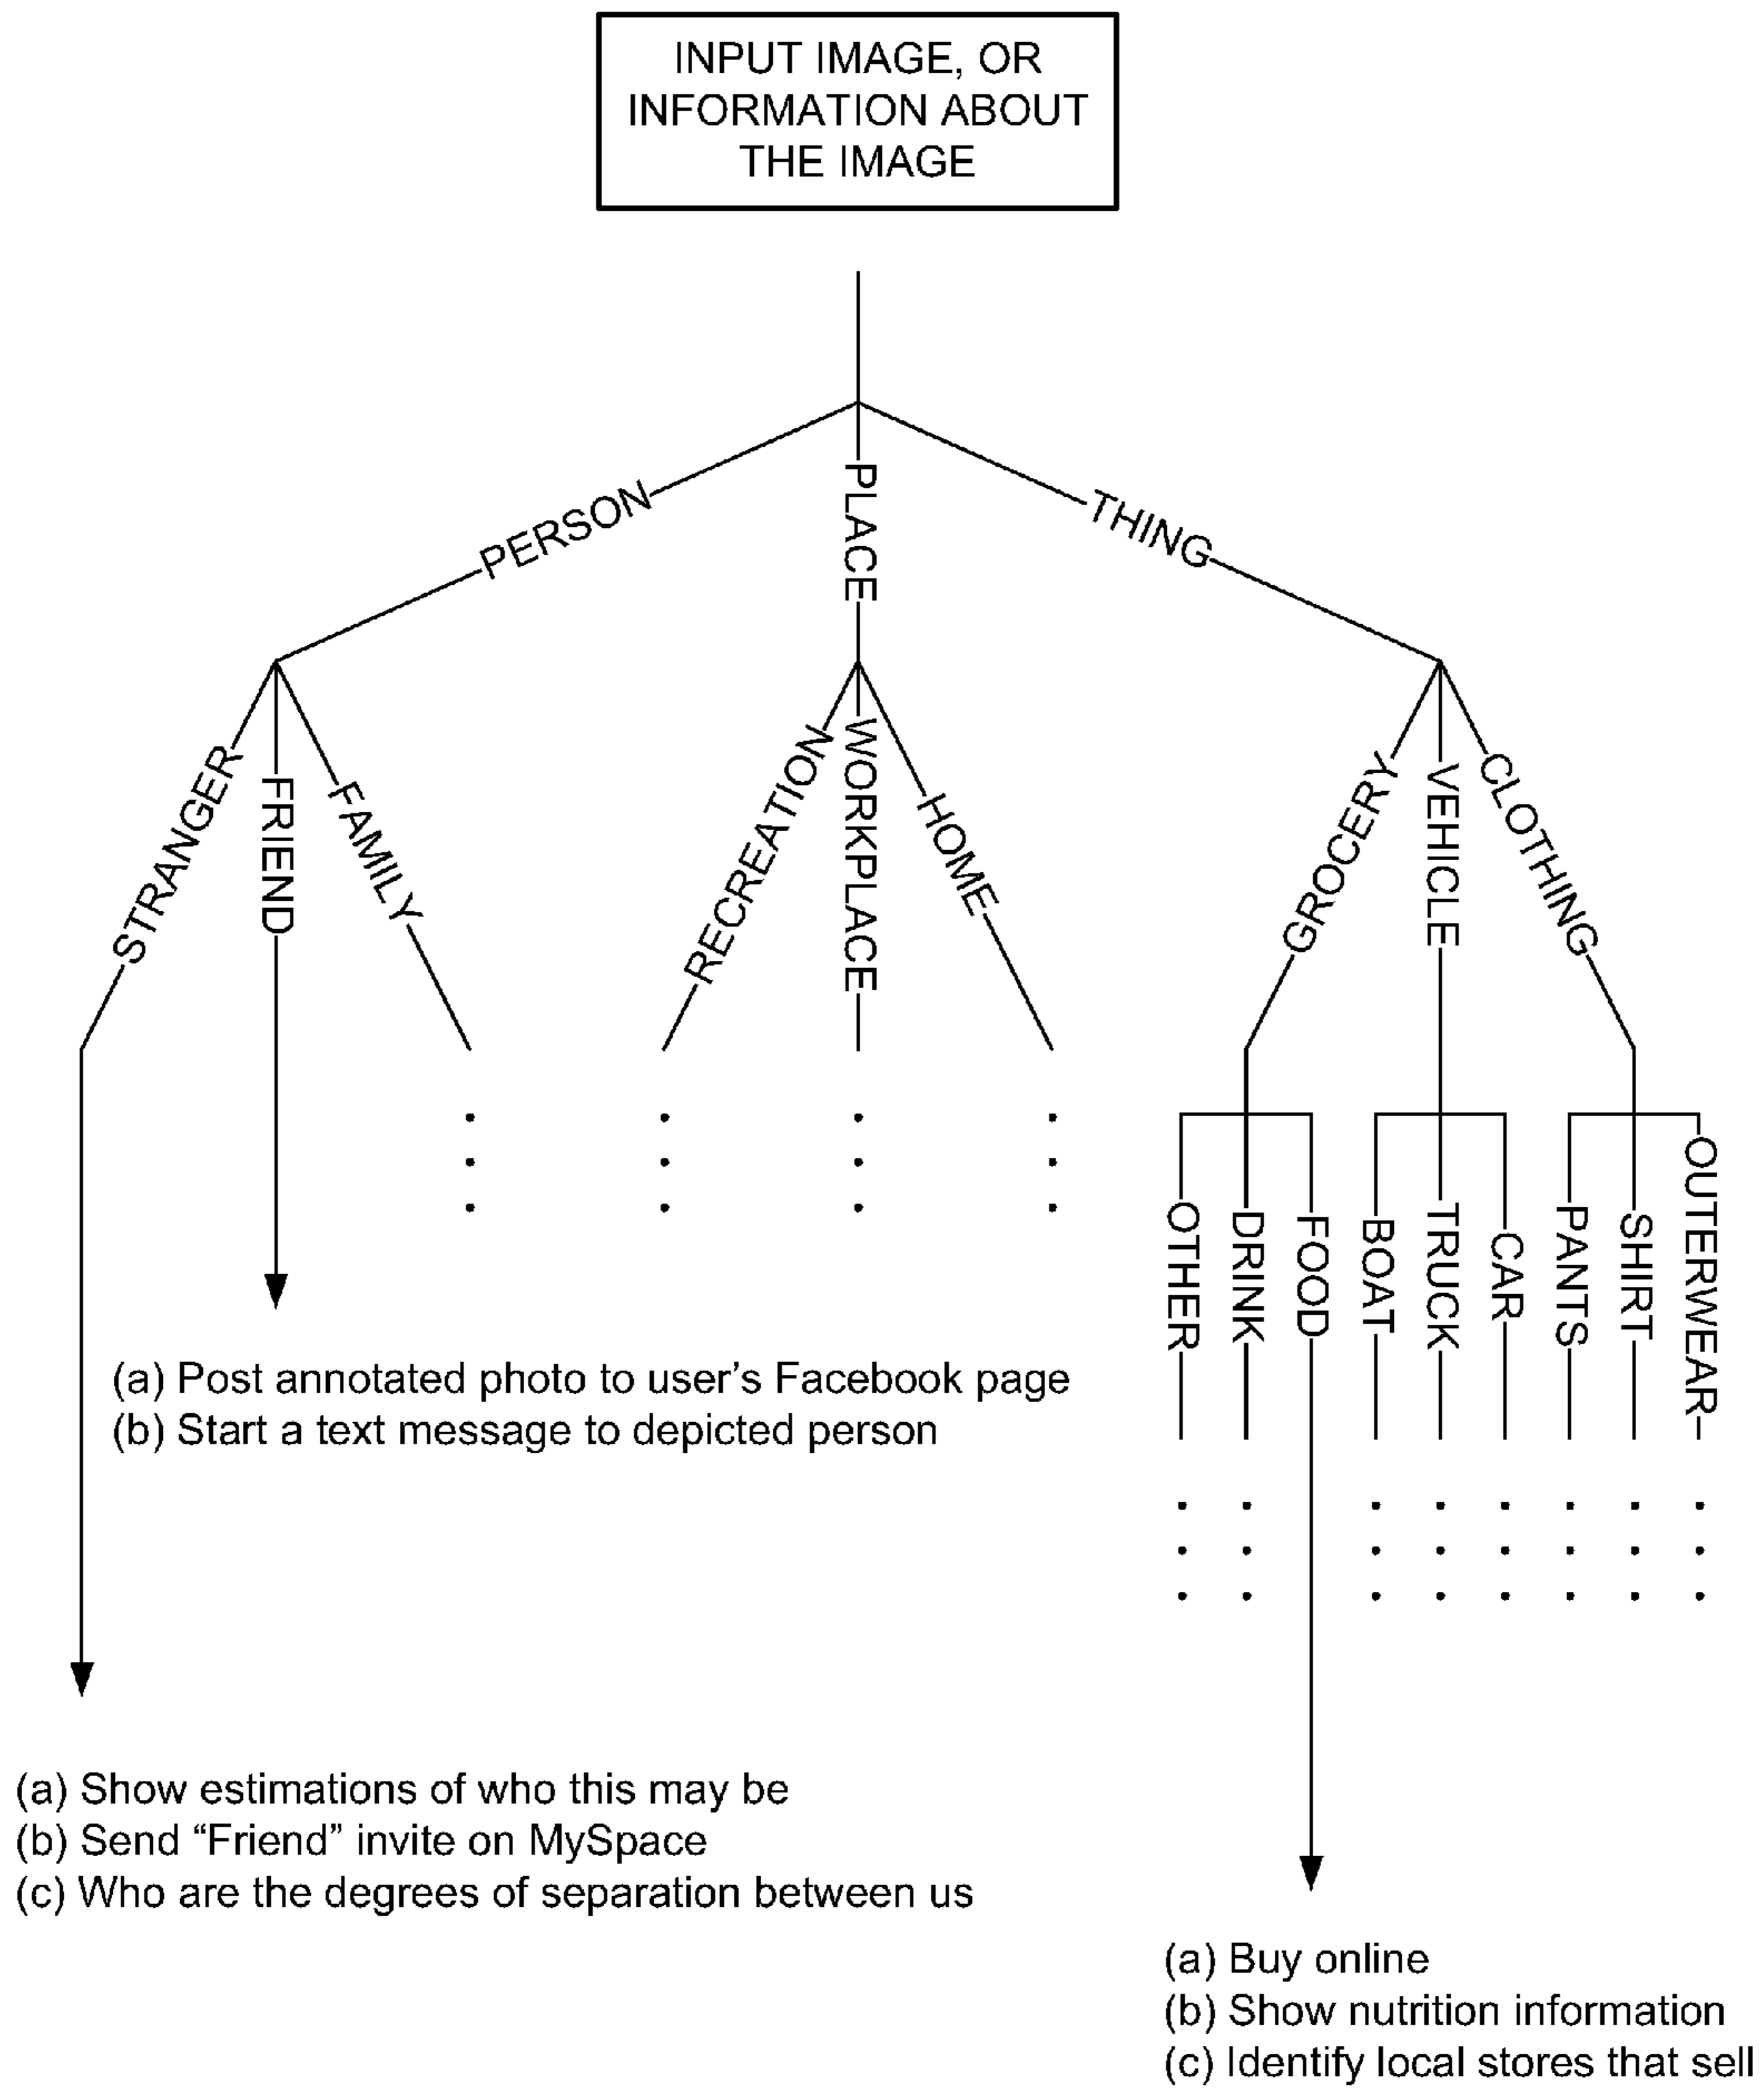 INPUT IMAGE, OR
INFORMATION ABOUT
THE IMAGE
PERSON
PLACE
THING
STRANGER
FRIEND
FAMILY
RECREATION
WORKPLACE
HOME
GROCERY
VEHICLE
CLOTHING
OTHER
DRINK
FOOD
BOAT
TRUCK
CAR
PANTS
SHIRT
OUTERWEAR
(a) Post annotated photo to user’s Facebook page
(b) Start a text message to depicted person
(a) Show estimations of who this may be
(b) Send “Friend” invite on MySpace
(c) Who are the degrees of separation between us
(a) Buy online
(b) Show nutrition information
(c) Identify local stores that sell